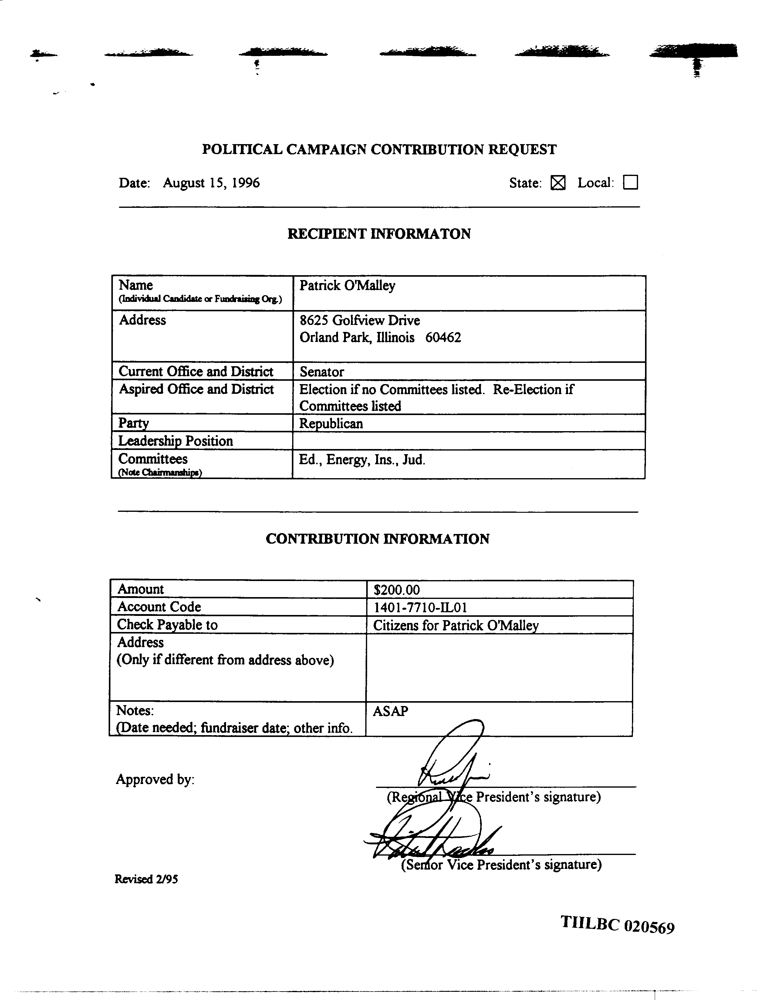 POLITICAL CAMPAIGN CONTRIBUTION REQUEST
Date: August 15, 1996 State: ☒ Local: ☐
RECIPIENT INFORMATON
Name Patrick O'Malley
(Individual Candidate or Fundraising Org.)
Address 8625 Golfview Drive
Orland Park, Illinois 60462
Current Office and District Senator
Aspired Office and District Election if no Committees listed. Re-Election if
Committees listed
Party Republican
Leadership Position
Committees Ed., Energy, Ins., Jud.
(Note Chairmanships)
CONTRIBUTION INFORMATION
Amount $200.00
Account Code 1401-7710-IL01
Check Payable to Citizens for Patrick O'Malley
Address
(Only if different from address above)
Notes: ASAP
(Date needed; fundraiser date; other info.
Approved by:
(Regional Vice President's signature)
(Senior Vice President's signature)
Revised 2/95
TIILBC 020569